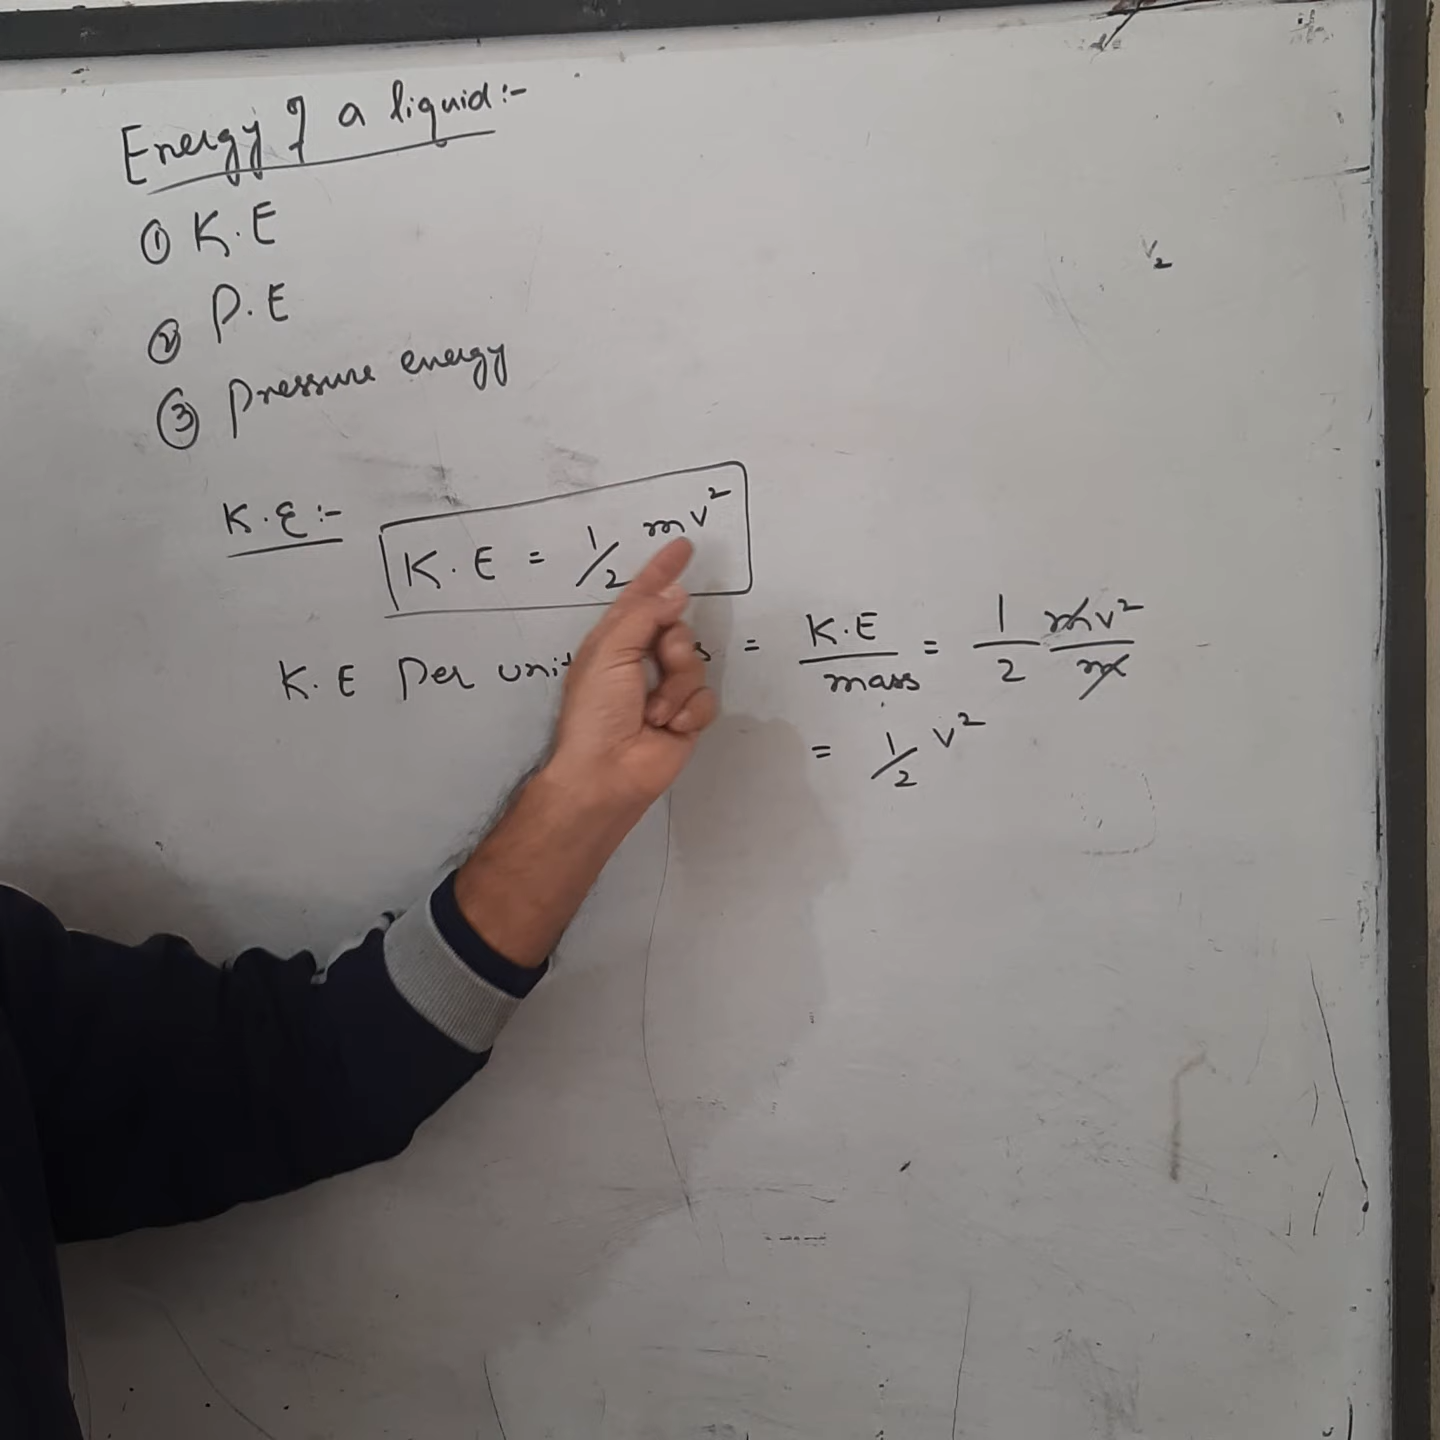 Energy of a liquid:-
① K.E
② P.E
③ Pressure energy
K.E:-
K.E = 1/2 mv²
K.E Per unit = K.E/mass = 1/2 mv²/m
= 1/2 v²
v₂